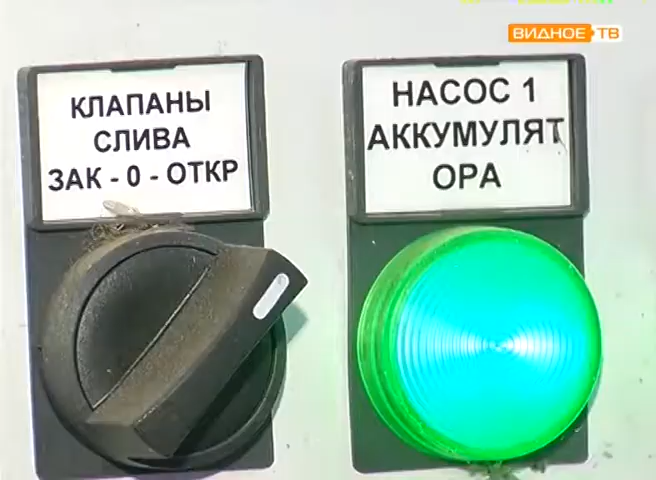 ВИДНОЕ ТВ
КЛАПАНЫ
СЛИВА
ЗАК - 0 - ОТКР
НАСОС 1
АККУМУЛЯТ
ОРА